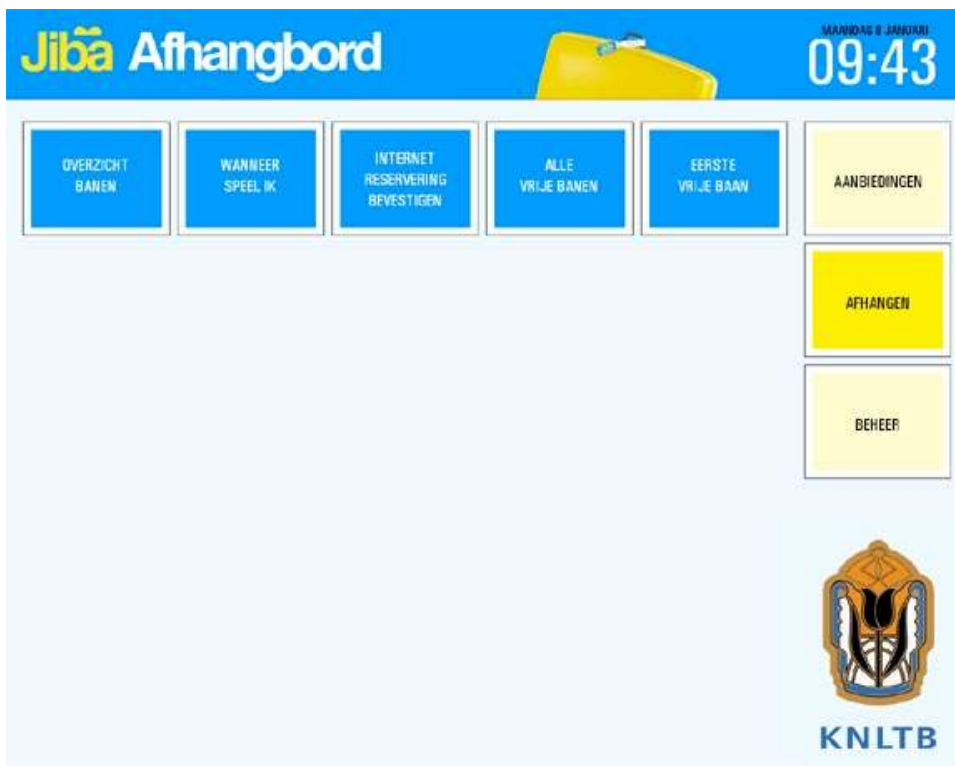 Jiba Afhangbord
MAANDAG 8 JANUARI
09:43
OVERZICHT
BANEN
WANNEER
SPEEL IK
INTERNET
RESERVERING
BEVESTIGEN
ALLE
VRIJE BANEN
EERSTE
VRIJE BAAN
AANBIEDINGEN
AFHANGEN
BEHEER
KNLTB